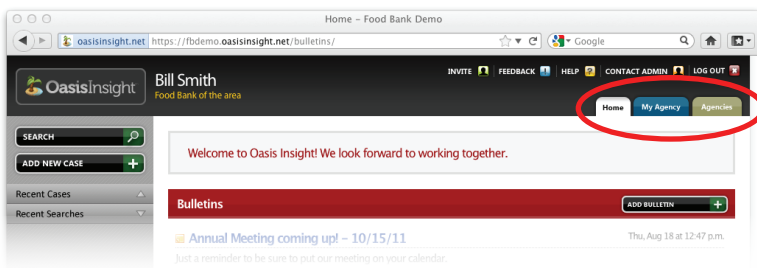 Home – Food Bank Demo
oasisinsight.net https://fbdemo.oasisinsight.net/bulletins/ Google
OasisInsight
Bill Smith
Food Bank of the area
INVITE FEEDBACK HELP CONTACT ADMIN LOG OUT
Home My Agency Agencies
SEARCH
ADD NEW CASE
Recent Cases
Recent Searches
Welcome to Oasis Insight! We look forward to working together.
Bulletins ADD BULLETIN
Annual Meeting coming up! – 10/15/11 Thu, Aug 18 at 12:47 p.m.
Just a reminder to be sure to put our meeting on your calendar.